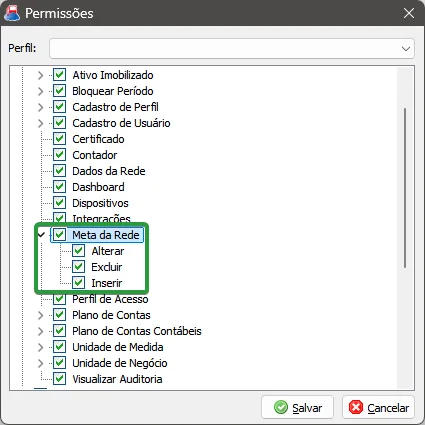 Permissões
Perfil:
Ativo Imobilizado
Bloquear Período
Cadastro de Perfil
Cadastro de Usuário
Certificado
Contador
Dados da Rede
Dashboard
Dispositivos
Integrações
Meta da Rede
Alterar
Excluir
Inserir
Perfil de Acesso
Plano de Contas
Plano de Contas Contábeis
Unidade de Medida
Unidade de Negócio
Visualizar Auditoria
Salvar Cancelar